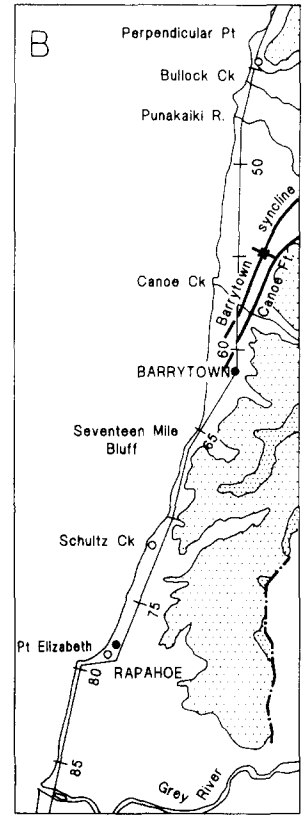 B
Perpendicular Pt
Bullock Ck
Punakaiki R.
50
syncline
Barrytown
Canoe Ft.
Canoe Ck
60
BARRYTOWN
65
Seventeen Mile
Bluff
Schultz Ck
75
Pt Elizabeth
80
RAPAHOE
85
Grey River